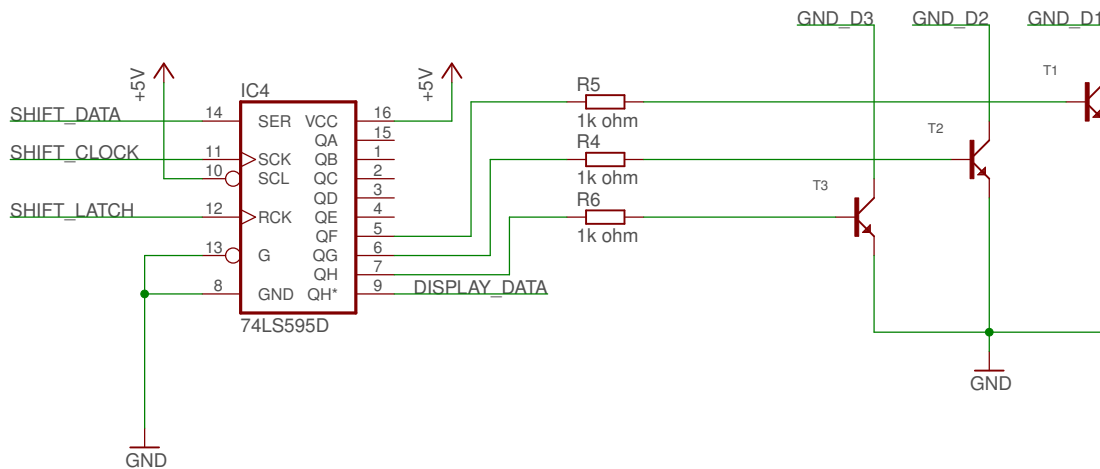 GND_D3
GND_D2
GND_D1
T1
+5V
+5V
IC4
R5
SHIFT_DATA
14
SER
VCC
16
1k ohm
QA
15
T2
SHIFT_CLOCK
11
SCK
QB
1
R4
10
SCL
QC
2
1k ohm
QD
3
T3
SHIFT_LATCH
12
RCK
QE
4
R6
QF
5
1k ohm
13
G
QG
6
QH
7
8
GND
QH*
9
DISPLAY_DATA
74LS595D
GND
GND